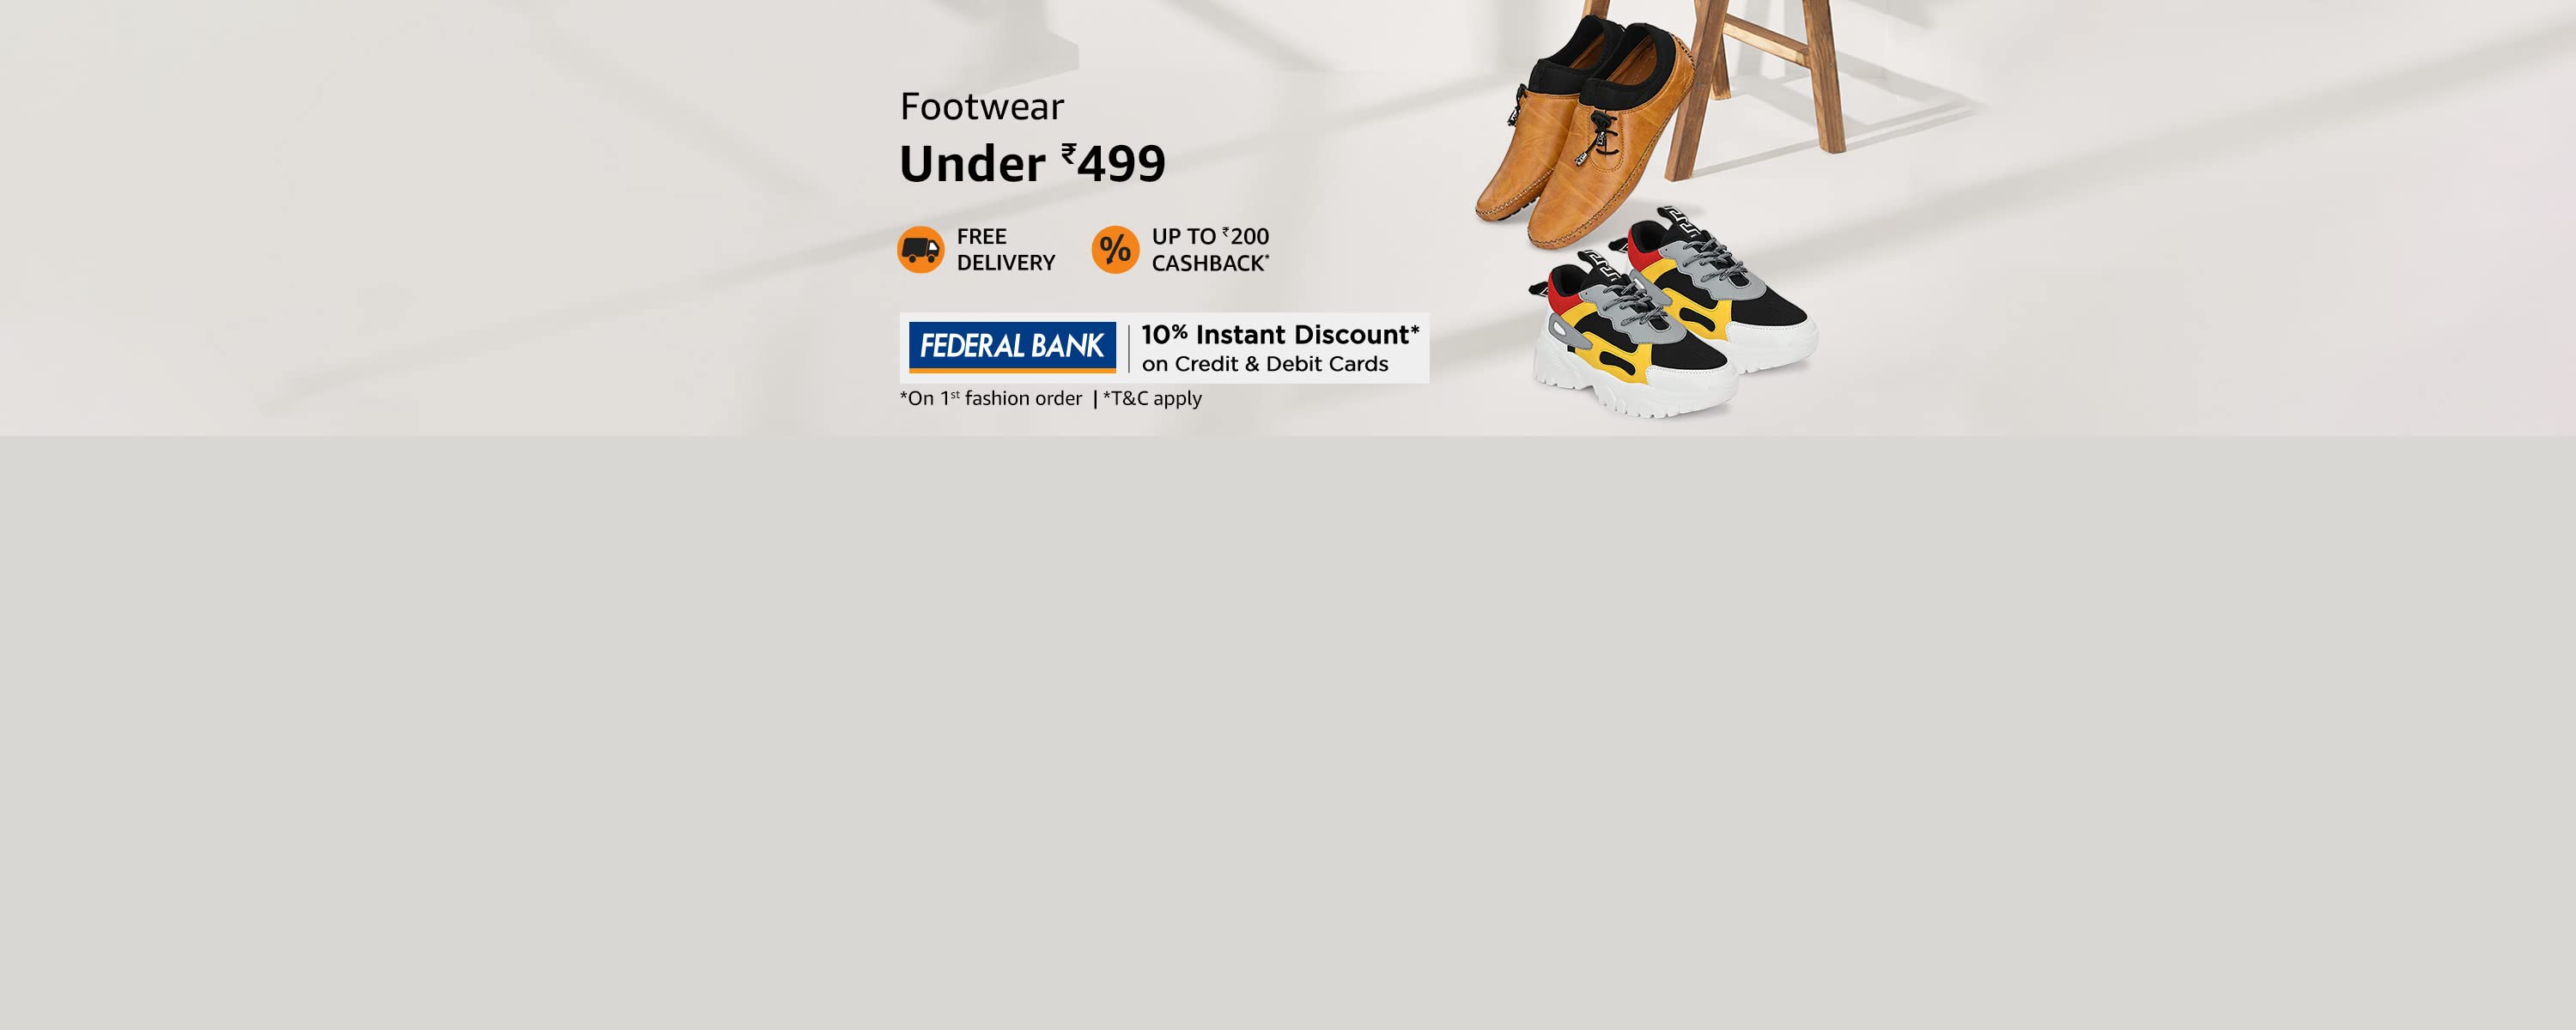 Footwear
Under ₹499
FREE
DELIVERY
UP TO ₹200
CASHBACK*
FEDERAL BANK
10% Instant Discount*
on Credit & Debit Cards
*On 1st fashion order | *T&C apply